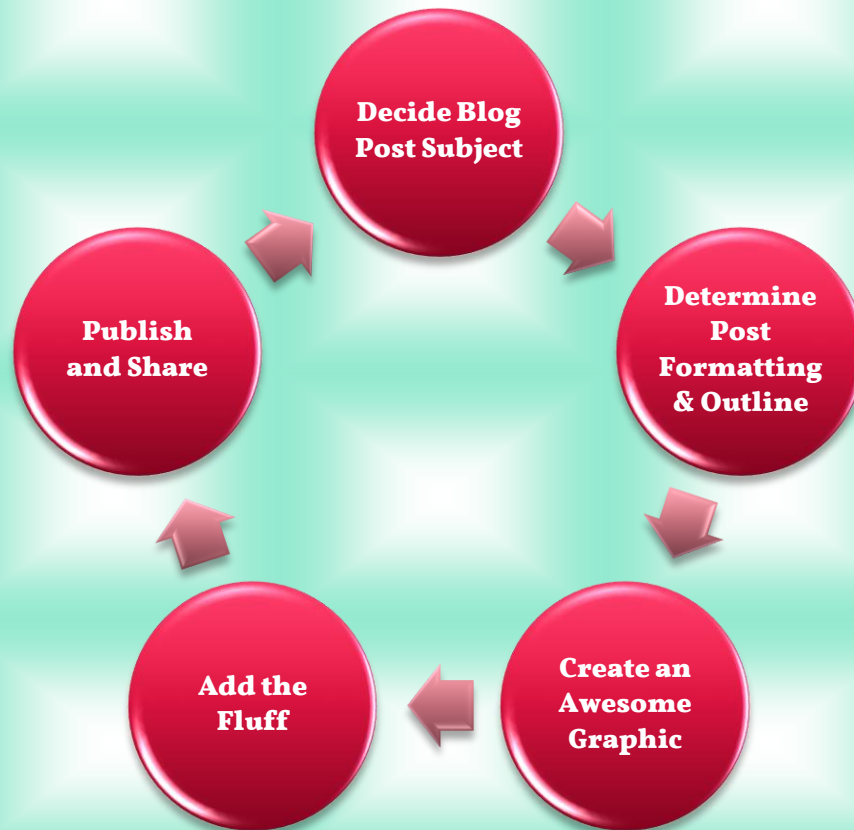 Decide Blog
Post Subject
Determine
Post
Formatting
& Outline
Create an
Awesome
Graphic
Add the
Fluff
Publish
and Share